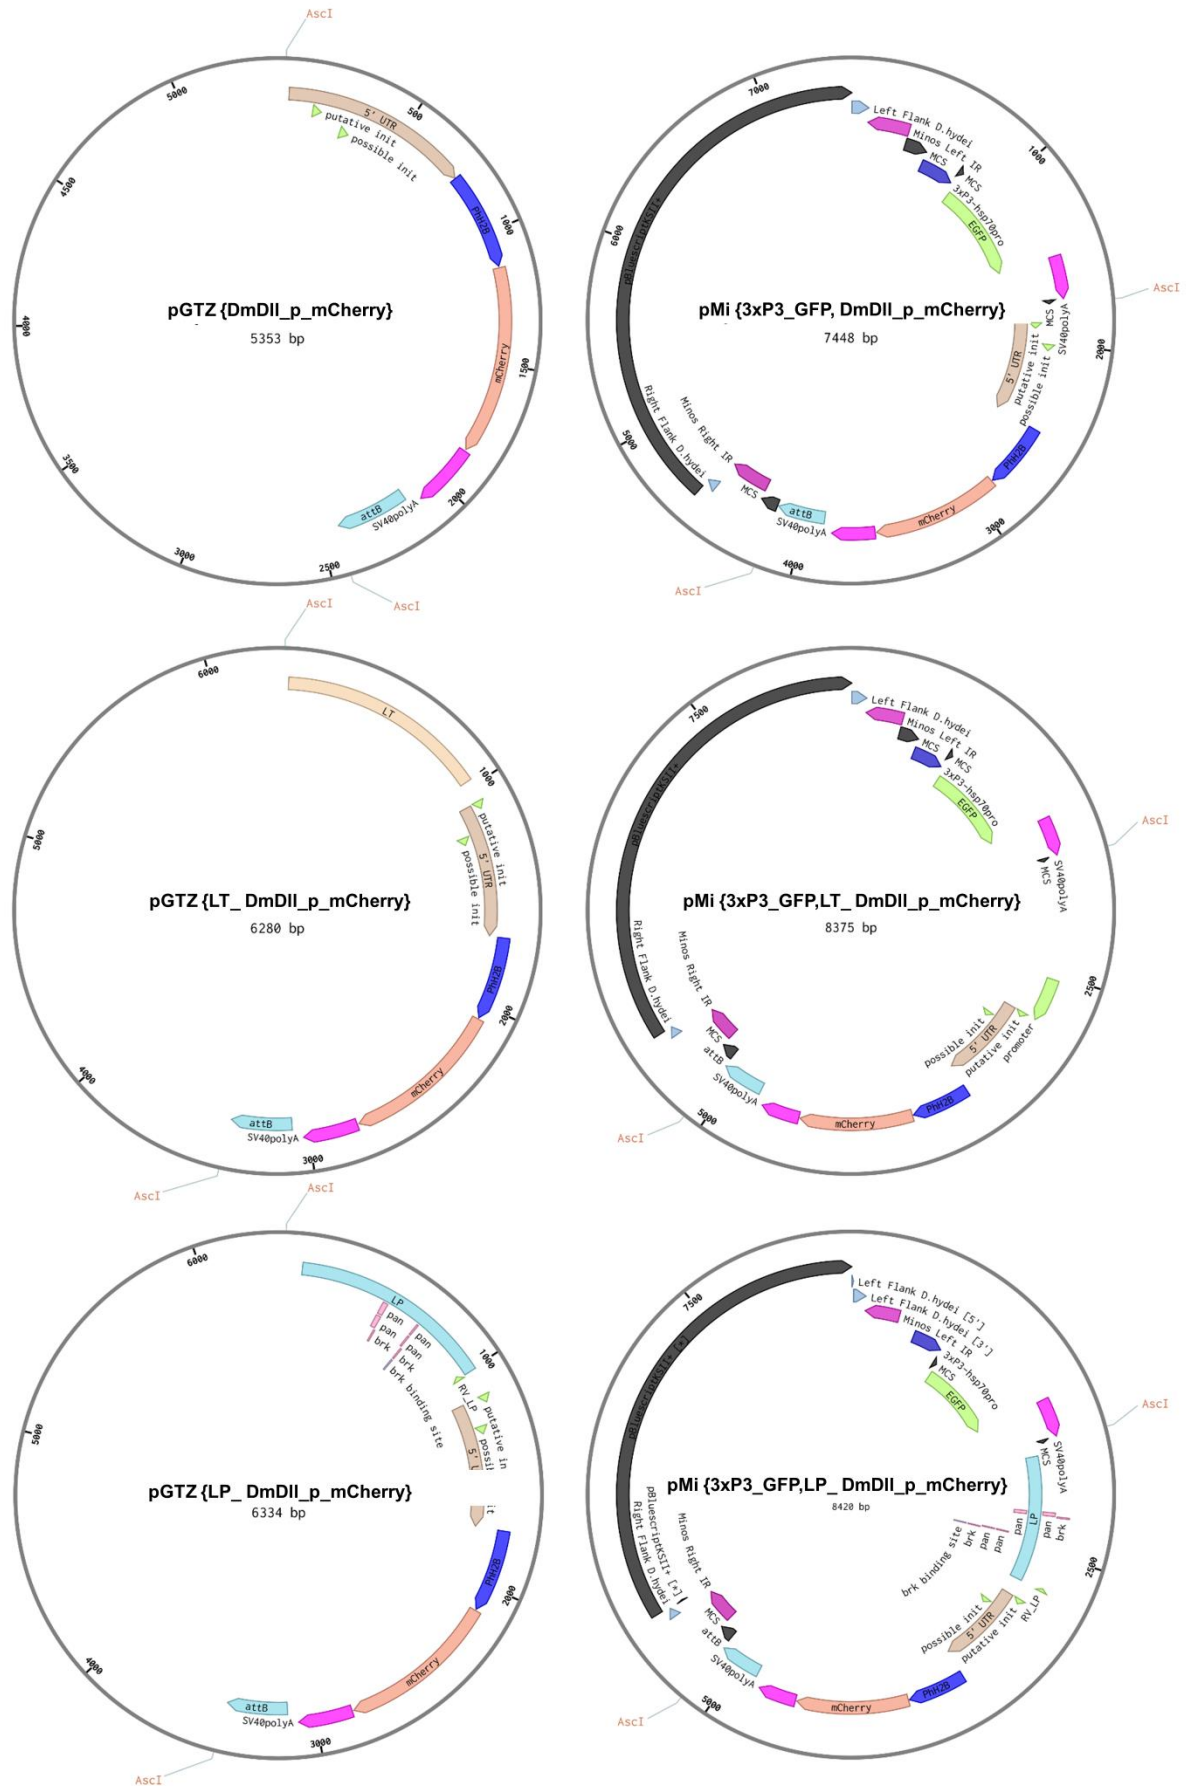 AscI
5000
500
5' UTR
putative init
possible init
4500
1000
PhH2B
pGTZ {DmDll_p_mCherry}
5353 bp
4000
mCherry
1500
3500
2000
attB
SV40polyA
3000
2500
AscI
7000
Left Flank D.hydei
Minos Left IR
MCS
MCS
1000
3xP3-hsp70pro
EGFP
pBluescriptKSII+
6000
AscI
pMi {3xP3_GFP, DmDll_p_mCherry}
7448 bp
MCS
SV40polyA
2000
putative init
5' UTR
possible init
Minos Right IR
Right Flank D.hydei
5000
PhH2B
MCS
attB
SV40polyA
mCherry
3000
4000
AscI
AscI
6000
LT
1000
putative init
5' UTR
possible init
5000
pGTZ {LT_ DmDll_p_mCherry}
6280 bp
PhH2B
2000
4000
mCherry
attB
SV40polyA
3000
AscI
7500
Left Flank D.hydei
Minos Left IR
MCS
MCS
3xP3-hsp70pro
EGFP
pBluescriptKSII+
AscI
SV40polyA
MCS
pMi {3xP3_GFP,LT_ DmDll_p_mCherry}
8375 bp
Right Flank D.hydei
Minos Right IR
2500
possible init
5' UTR
putative init
promoter
MCS
attB
SV40polyA
PhH2B
mCherry
5000
AscI
AscI
6000
LP
pan
pan
brk
pan
pan
brk
brk binding site
1000
RV_LP
putative in
possib
5' U
it
5000
pGTZ {LP_ DmDll_p_mCherry}
6334 bp
PhH2B
2000
4000
mCherry
attB
SV40polyA
3000
AscI
7500
Left Flank D.hydei [5']
Left Flank D.hydei [3']
Minos Left IR
3xP3-hsp70pro
MCS
EGFP
pBluescriptKSII+ [*]
AscI
SV40polyA
MCS
pMi {3xP3_GFP,LP_ DmDll_p_mCherry}
8420 bp
LP
pan
pan
brk
pan
pan
brk
brk binding site
2500
pBluescriptKSII+ [*]
Right Flank D.hydei
Minos Right IR
RV_LP
possible init
5' UTR
putative init
MCS
attB
SV40polyA
PhH2B
mCherry
5000
AscI